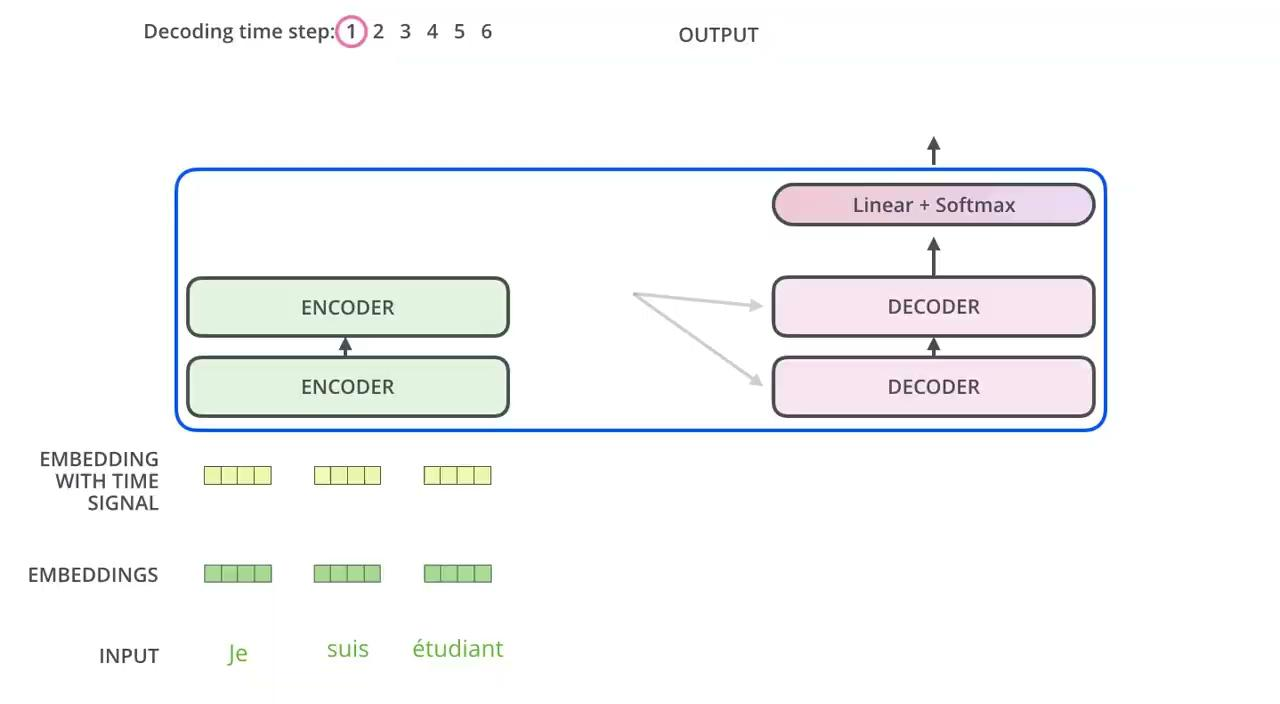 Decoding time step: 1 2 3 4 5 6
OUTPUT
Linear + Softmax
ENCODER
DECODER
ENCODER
DECODER
EMBEDDING
WITH TIME
SIGNAL
EMBEDDINGS
INPUT
Je suis étudiant